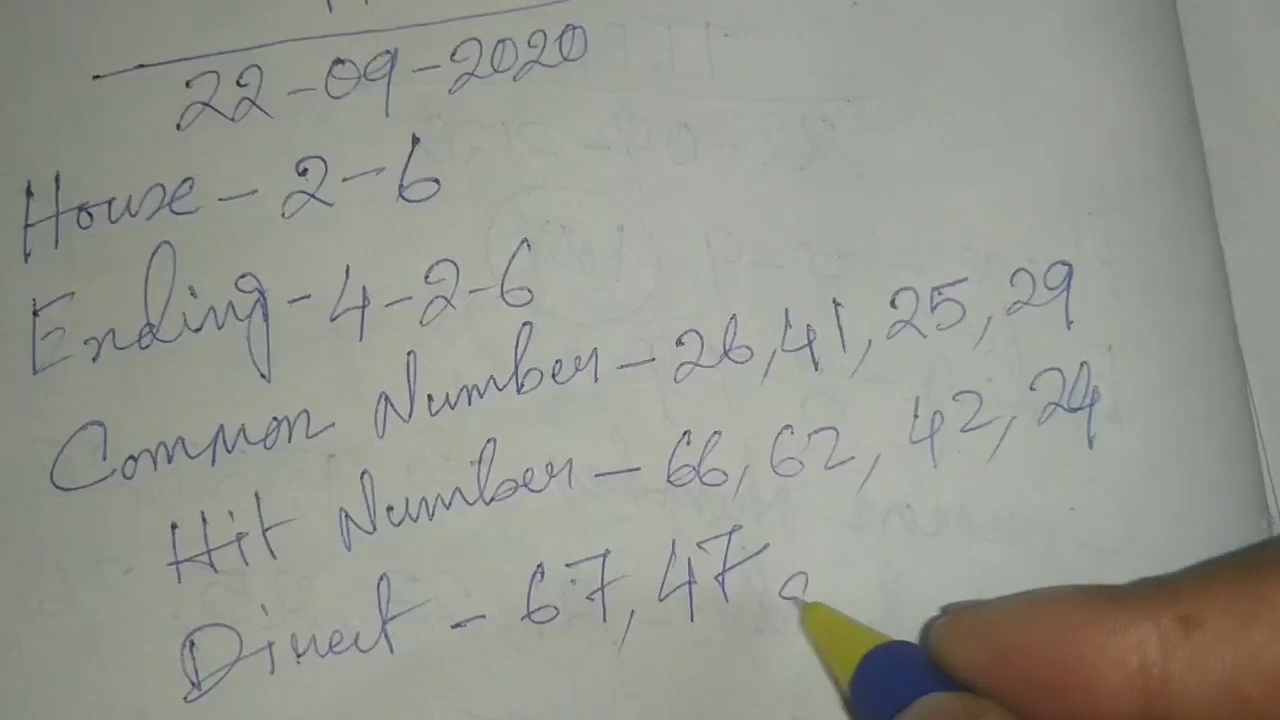 22-09-2020
House - 2-6
Ending - 4-2-6
Common Number - 26, 41, 25, 29
Hit Number - 66, 62, 42, 24
Direct - 67, 47